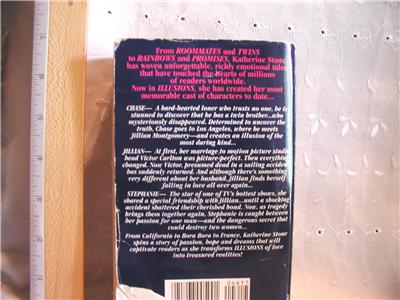 From ROOMMATES and TWINS
to RAINBOWS and PROMISES, Katherine Stone
has woven unforgettable, richly emotional tales
that have touched the hearts of millions
of readers worldwide.
Now in ILLUSIONS, she has created her most
memorable cast of characters to date...
CHASE— A hard-hearted loner who trusts no one, he is
stunned to discover that he has a twin brother...who
mysteriously disappeared. Determined to uncover the
truth, Chase goes to Los Angeles, where he meets
Jillian Montgomery—and creates an illusion of the
most daring kind...
JILLIAN— At first, her marriage to motion picture studio
head Victor Carlton was picture-perfect. Then everything
changed. Now Victor, presumed dead in a sailing accident
has suddenly returned. And although there's something
very different about her husband, Jillian finds herself
falling in love all over again...
STEPHANIE— The star of one of TV's hottest shows, she
shared a special friendship with Jillian...until a shocking
accident shattered their cherished bond. Now, as tragedy
brings them together again, Stephanie is caught between
her passion for one man—and the dangerous secret that
could destroy two women...
From California to Bora Bora to France, Katherine Stone
spins a story of passion, hope and dreams that will
captivate readers as she transforms ILLUSIONS of love
into treasured realities!
04617